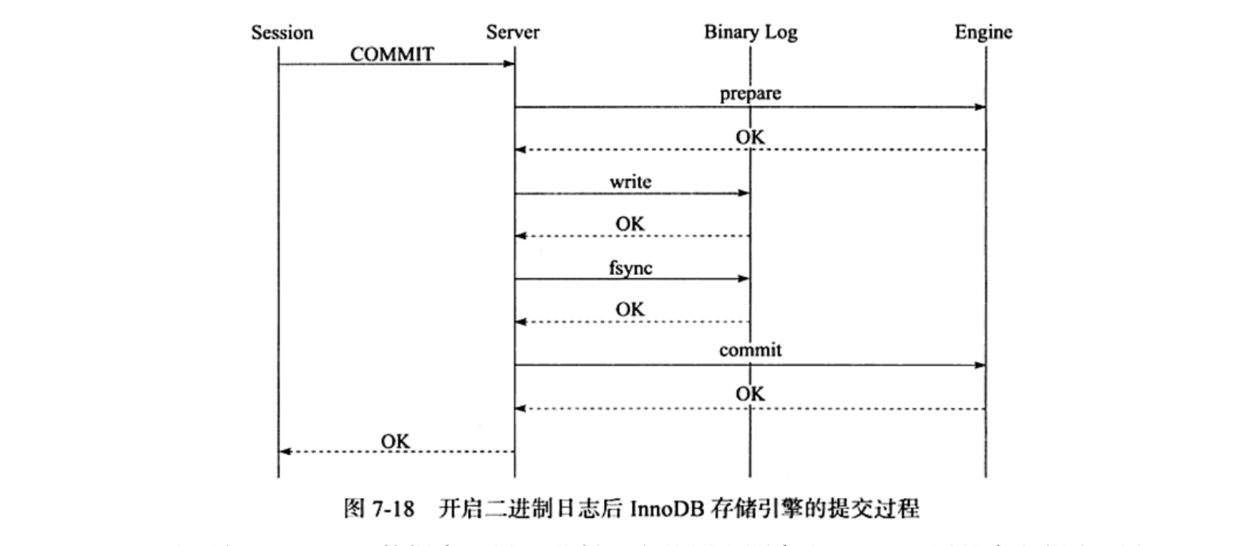 Session Server Binary Log Engine
COMMIT
prepare
OK
write
OK
fsync
OK
commit
OK
OK
图 7-18 开启二进制日志后 InnoDB 存储引擎的提交过程